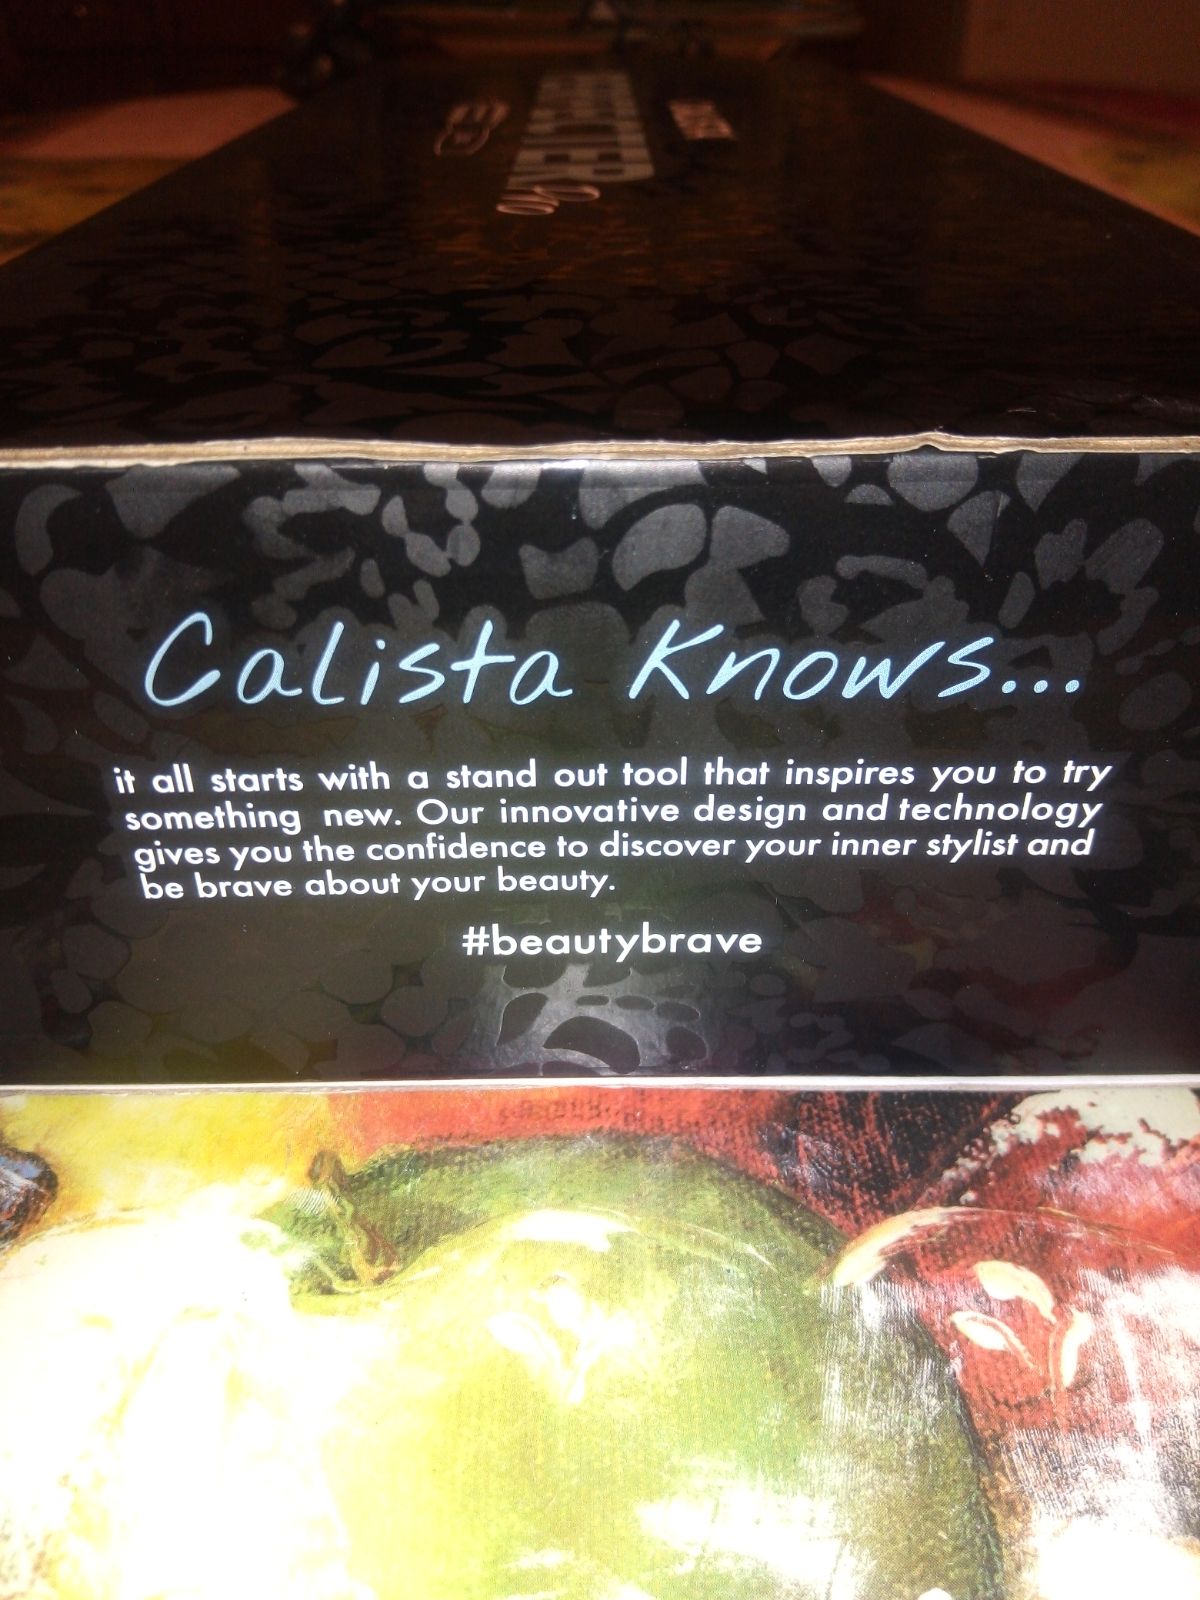 Calista Knows...
it all starts with a stand out tool that inspires you to try
something new. Our innovative design and technology
gives you the confidence to discover your inner stylist and
be brave about your beauty.
#beautybrave